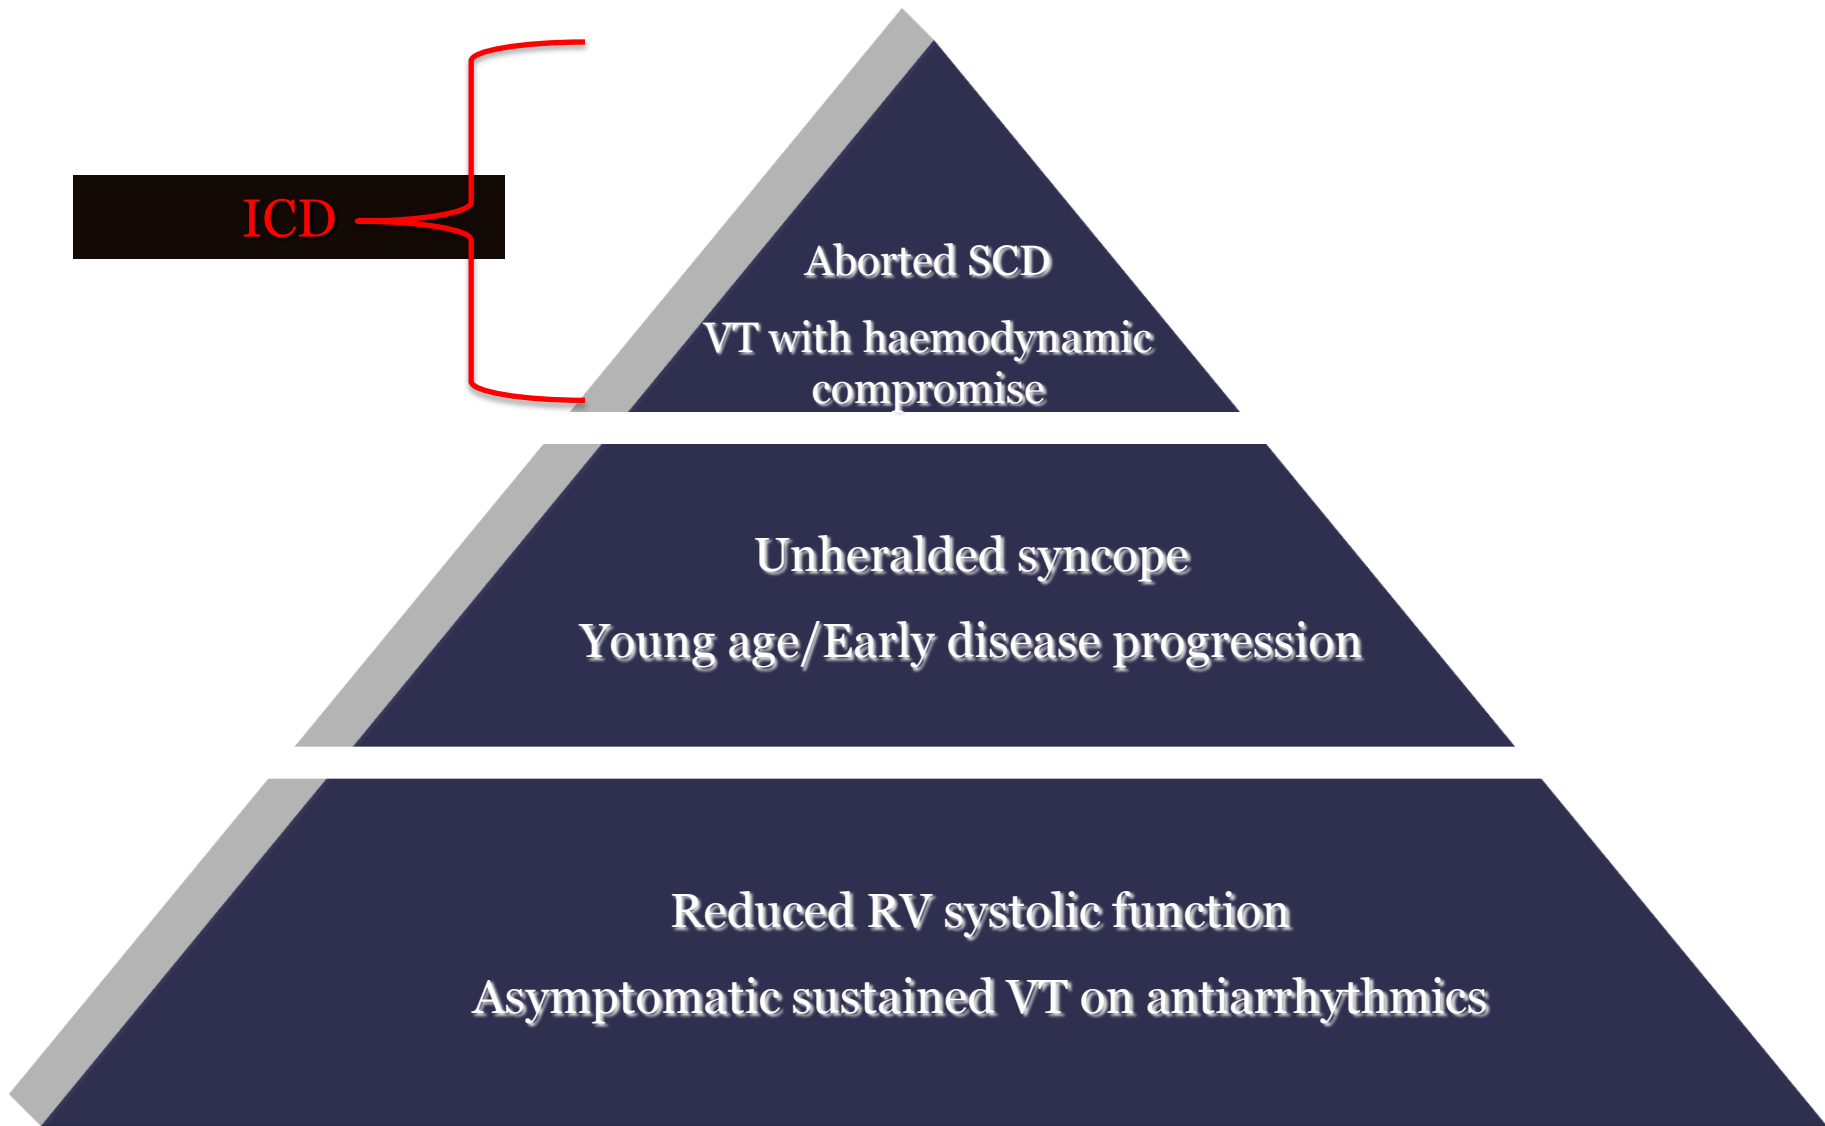 ICD
Aborted SCD
VT with haemodynamic
compromise
Unheralded syncope
Young age/Early disease progression
Reduced RV systolic function
Asymptomatic sustained VT on antiarrhythmics